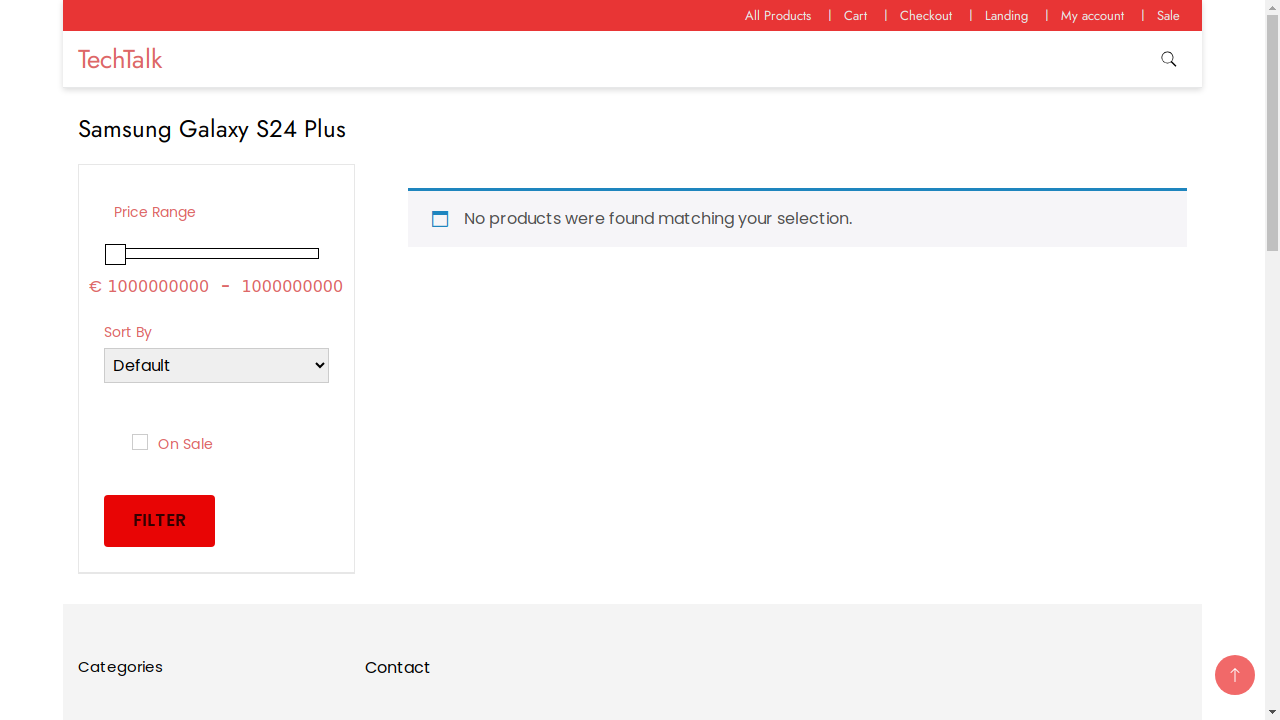 All Products | Cart | Checkout | Landing | My account | Sale
TechTalk
Samsung Galaxy S24 Plus
Price Range
€ 1000000000 - 1000000000
Sort By
Default
On Sale
FILTER
No products were found matching your selection.
Categories
Contact